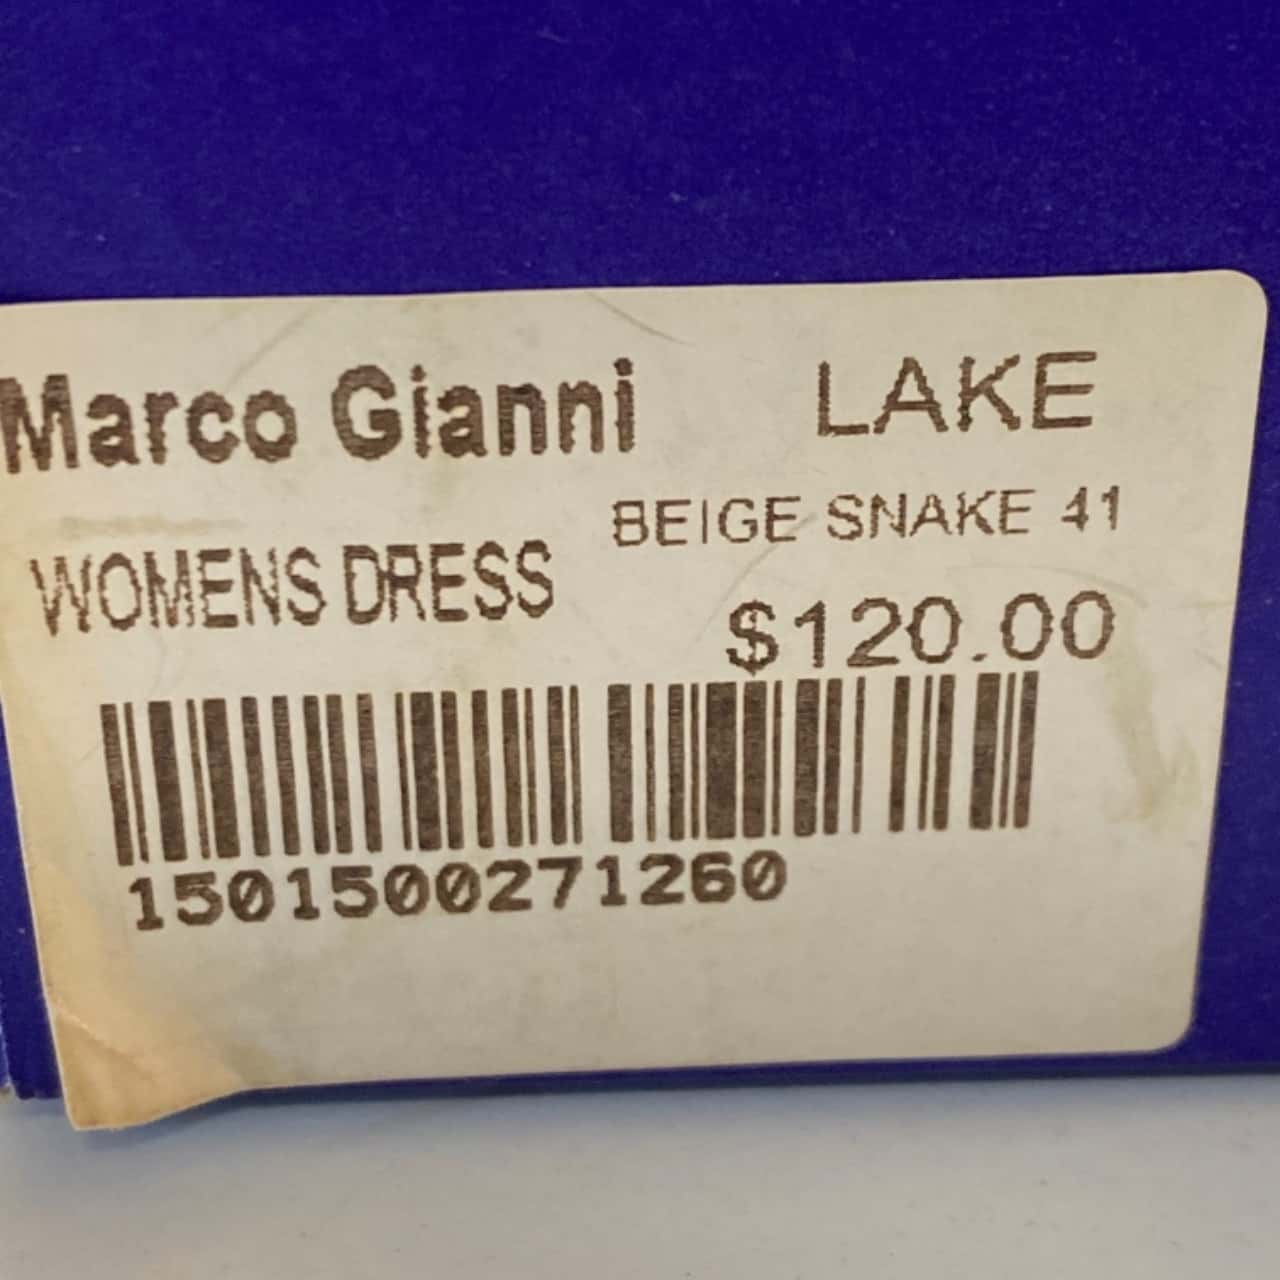 Marco Gianni LAKE
BEIGE SNAKE 41
WOMENS DRESS
$120.00
1501500271260